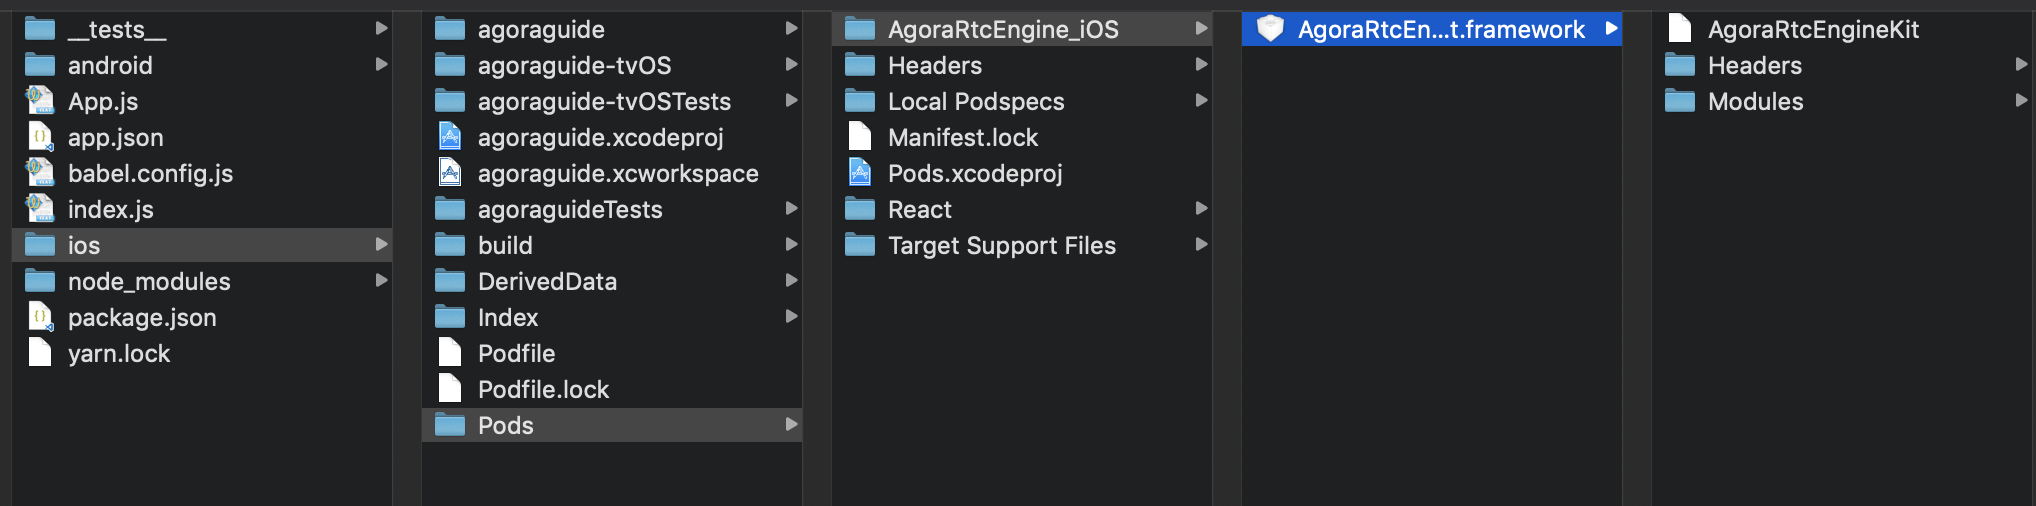 __tests__
android
App.js
app.json
babel.config.js
index.js
ios
node_modules
package.json
yarn.lock
agoraguide
agoraguide-tvOS
agoraguide-tvOSTests
agoraguide.xcodeproj
agoraguide.xcworkspace
agoraguideTests
build
DerivedData
Index
Podfile
Podfile.lock
Pods
AgoraRtcEngine_iOS
Headers
Local Podspecs
Manifest.lock
Pods.xcodeproj
React
Target Support Files
AgoraRtcEn...t.framework
AgoraRtcEngineKit
Headers
Modules